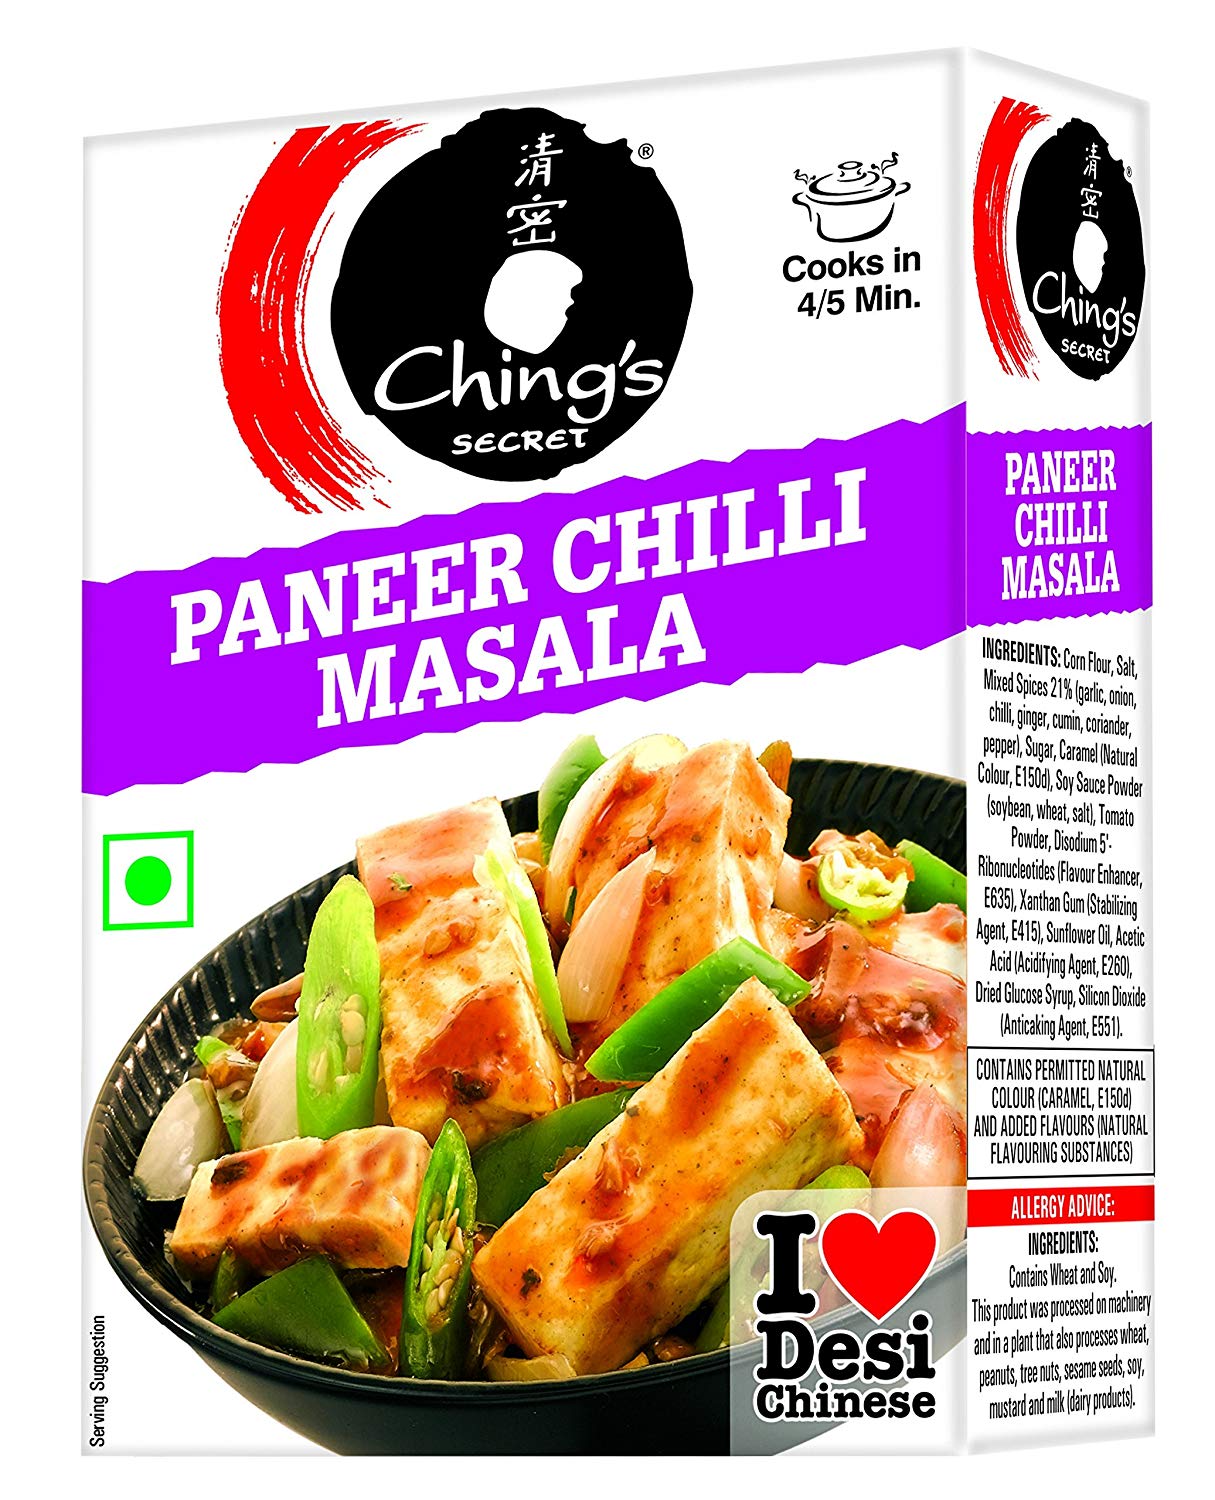 清
密
®
Ching's
SECRET
Cooks in
4/5 Min.
PANEER CHILLI
MASALA
Serving Suggestion
I
Desi
Chinese
清
密
®
Ching's
SECRET
PANEER
CHILLI
MASALA
INGREDIENTS: Corn Flour, Salt,
Mixed Spices 21% (garlic, onion,
chilli, ginger, cumin, coriander,
pepper), Sugar, Caramel (Natural
Colour, E150d), Soy Sauce Powder
(soybean, wheat, salt), Tomato
Powder, Disodium 5'-
Ribonucleotides (Flavour Enhancer,
E635), Xanthan Gum (Stabilizing
Agent, E415), Sunflower Oil, Acetic
Acid (Acidifying Agent, E260),
Dried Glucose Syrup, Silicon Dioxide
(Anticaking Agent, E551).
CONTAINS PERMITTED NATURAL
COLOUR (CARAMEL, E150d)
AND ADDED FLAVOURS (NATURAL
FLAVOURING SUBSTANCES)
ALLERGY ADVICE:
INGREDIENTS:
Contains Wheat and Soy.
This product was processed on machinery
and in a plant that also processes wheat,
peanuts, tree nuts, sesame seeds, soy,
mustard and milk (dairy products).